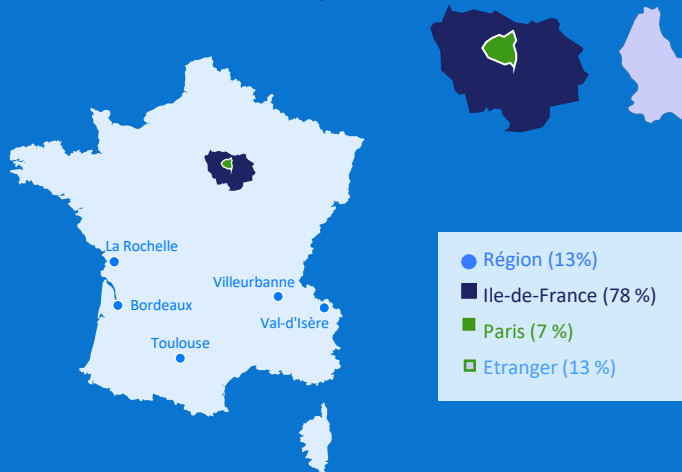 La Rochelle
Villeurbanne
Bordeaux
Val-d'Isère
Toulouse
Région (13%)
Ile-de-France (78 %)
Paris (7 %)
Etranger (13 %)